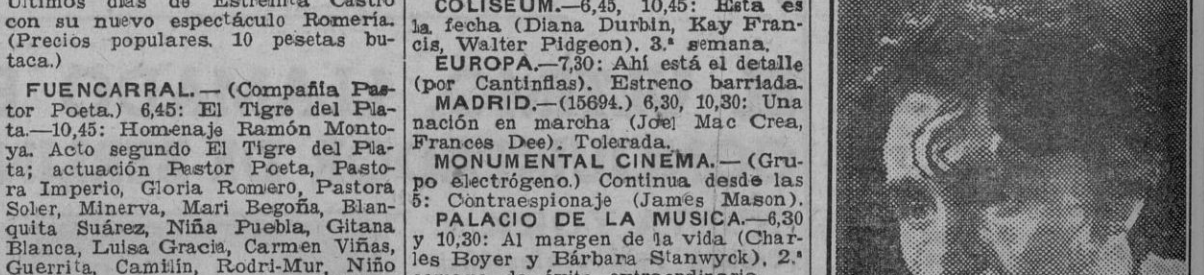 Últimos días de Estrellita Castro
con su nuevo espectáculo Romería.
(Precios populares. 10 pesetas bu-
taca.)
FUENCARRAL. — (Compañía Pas-
tor Poeta.) 6,45: El Tigre del Pla-
ta.—10,45: Homenaje Ramón Monto-
ya. Acto segundo El Tigre del Pla-
ta; actuación Pastor Poeta, Pasto-
ra Imperio, Gloria Romero, Pastora
Soler, Minerva, Mari Begoña, Blan-
quita Suárez, Niña Puebla, Gitana
Blanca, Luisa Gracia, Carmen Viñas,
Guerrita, Camilín, Rodri-Mur, Niño
COLISEUM.—6,45, 10,45: Esta es
la fecha (Diana Durbin, Kay Fran-
cis, Walter Pidgeon). 3.ª semana.
EUROPA.—7,30: Ahí está el detalle
(por Cantinflas). Estreno barriada.
MADRID.—(15694.) 6,30, 10,30: Una
nación en marcha (Joel Mac Crea,
Frances Dee). Tolerada.
MONUMENTAL CINEMA. — (Gru-
po electrógeno.) Continua desde las
5: Contraespionaje (James Mason).
PALACIO DE LA MUSICA.—6,30
y 10,30: Al margen de la vida (Char-
les Boyer y Bárbara Stanwyck). 2.ª
semana de éxito extraordinario